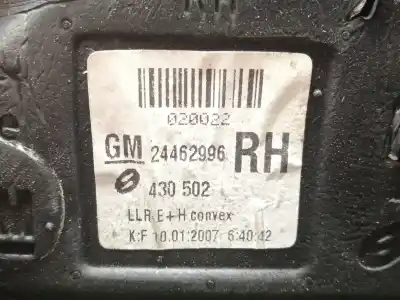 020022
GM 24462996 RH
430 502
LLR E+H convex
K:F 10.01.2007 6:40:42